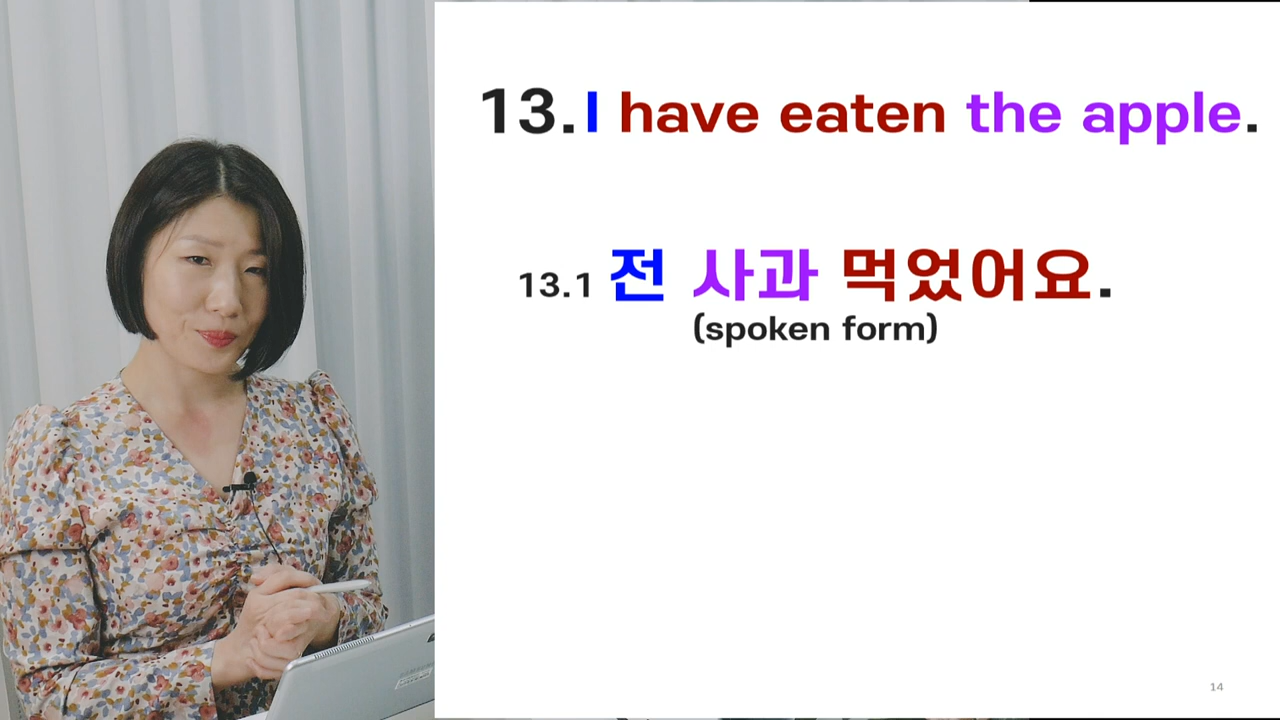 13. I have eaten the apple.
13.1 전 사과 먹었어요.
(spoken form)
14